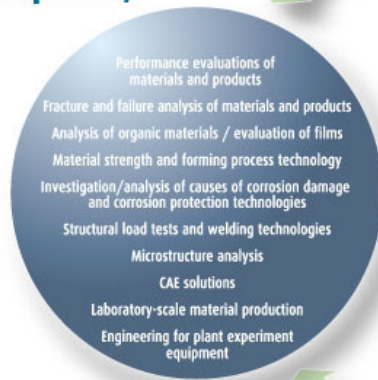 Performance evaluations of
materials and products
Fracture and failure analysis of materials and products
Analysis of organic materials / evaluation of films
Material strength and forming process technology
Investigation/analysis of causes of corrosion damage
and corrosion protection technologies
Structural load tests and welding technologies
Microstructure analysis
CAE solutions
Laboratory-scale material production
Engineering for plant experiment
equipment